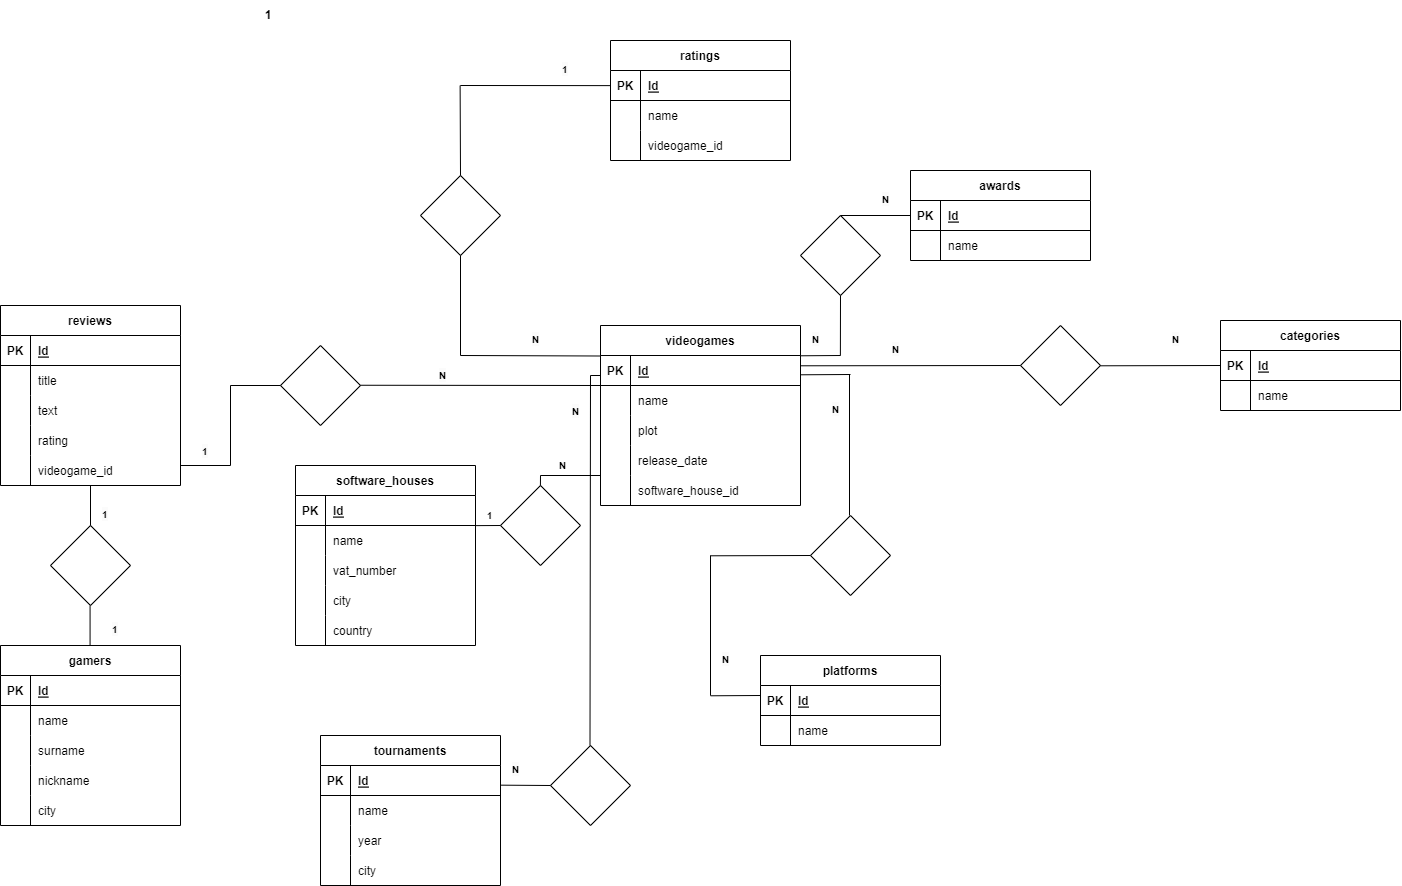 1
ratings
1
PK Id
name
videogame_id
awards
N
PK Id
name
reviews
PK Id
title
text
rating
videogame_id
1
N
N
videogames
PK Id
name
plot
release_date
software_house_id
N
N
N
categories
PK Id
name
N
N
N
software_houses
PK Id
1
name
vat_number
city
country
1
1
gamers
PK Id
name
surname
nickname
city
N
platforms
PK Id
name
tournaments
N
PK Id
name
year
city